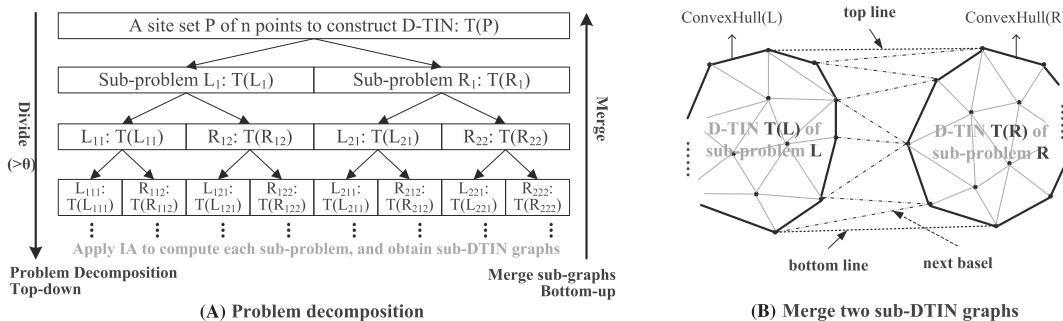 A site set P of n points to construct D-TIN: T(P)
Sub-problem L1: T(L1)
Sub-problem R1: T(R1)
L11: T(L11)
R12: T(R12)
L21: T(L21)
R22: T(R22)
L111:
T(L111)
R112:
T(R112)
L121:
T(L121)
R122:
T(R122)
L211:
T(L211)
R212:
T(R212)
L221:
T(L221)
R222:
T(R222)
Apply IA to compute each sub-problem, and obtain sub-DTIN graphs
Divide
(>θ)
Merge
Problem Decomposition
Top-down
Merge sub-graphs
Bottom-up
(A) Problem decomposition
ConvexHull(L)
top line
ConvexHull(R)
D-TIN T(L) of
sub-problem L
D-TIN T(R) of
sub-problem R
bottom line
next basel
(B) Merge two sub-DTIN graphs